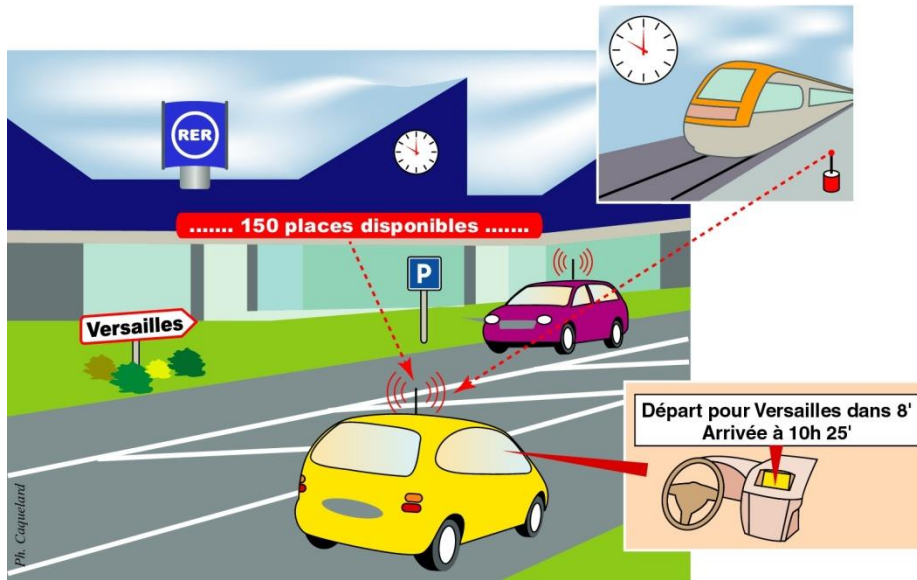 RER
....... 150 places disponibles .......
P
Versailles
Départ pour Versailles dans 8'
Arrivée à 10h 25'
Ph. Caquelard